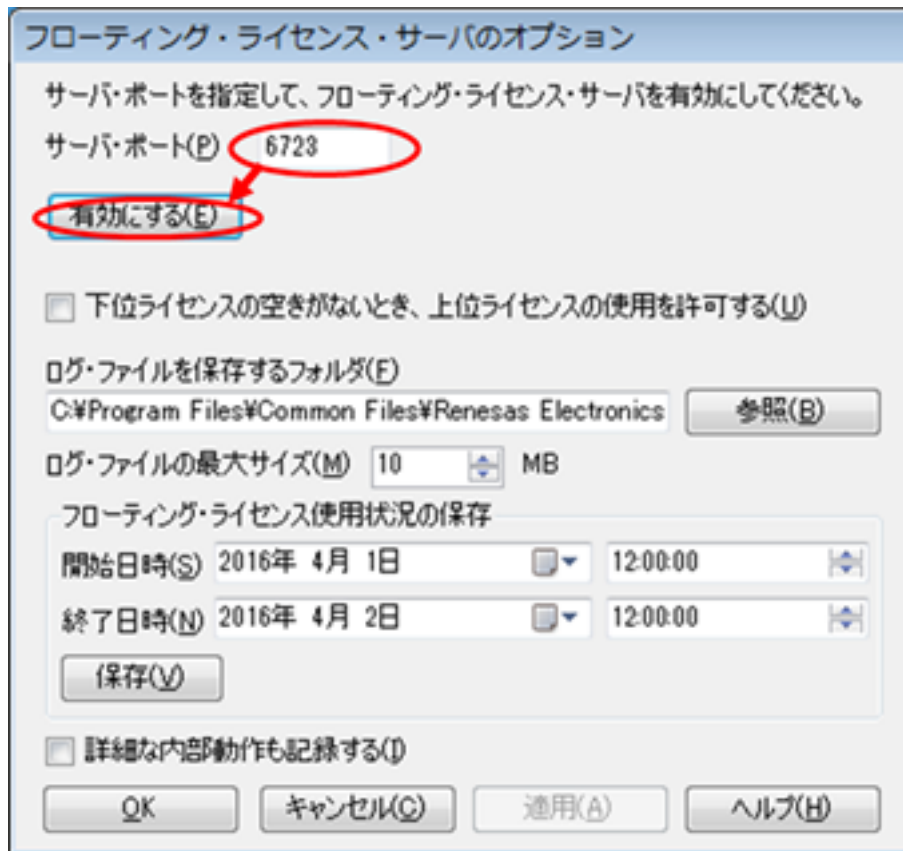 フローティング・ライセンス・サーバのオプション
サーバ・ポートを指定して、フローティング・ライセンス・サーバを有効にしてください。
サーバ・ポート(P) 6723
有効にする(E)
下位ライセンスの空きがないとき、上位ライセンスの使用を許可する(U)
ログ・ファイルを保存するフォルダ(F)
C:¥Program Files¥Common Files¥Renesas Electronics 参照(B)
ログ・ファイルの最大サイズ(M) 10 MB
フローティング・ライセンス使用状況の保存
開始日時(S) 2016年 4月 1日 12:00:00
終了日時(N) 2016年 4月 2日 12:00:00
保存(V)
詳細な内部動作も記録する(I)
OK キャンセル(C) 適用(A) ヘルプ(H)